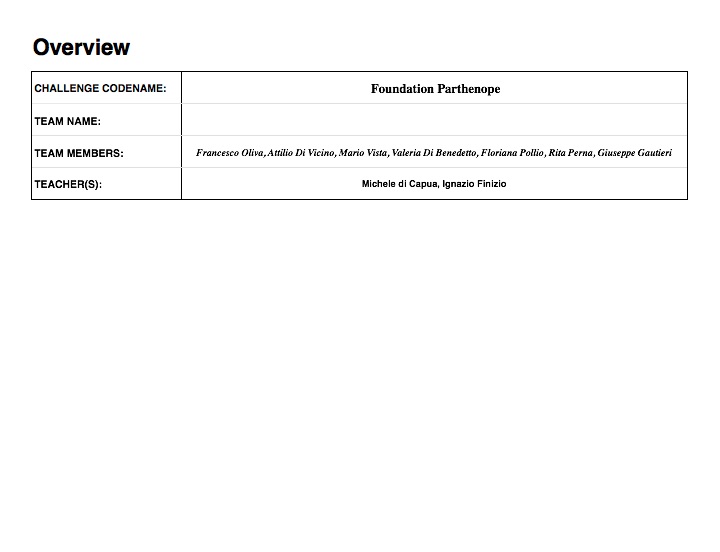 Overview
CHALLENGE CODENAME: Foundation Parthenope
TEAM NAME:
TEAM MEMBERS: Francesco Oliva, Attilio Di Vicino, Mario Vista, Valeria Di Benedetto, Floriana Pollio, Rita Perna, Giuseppe Gautieri
TEACHER(S): Michele di Capua, Ignazio Finizio